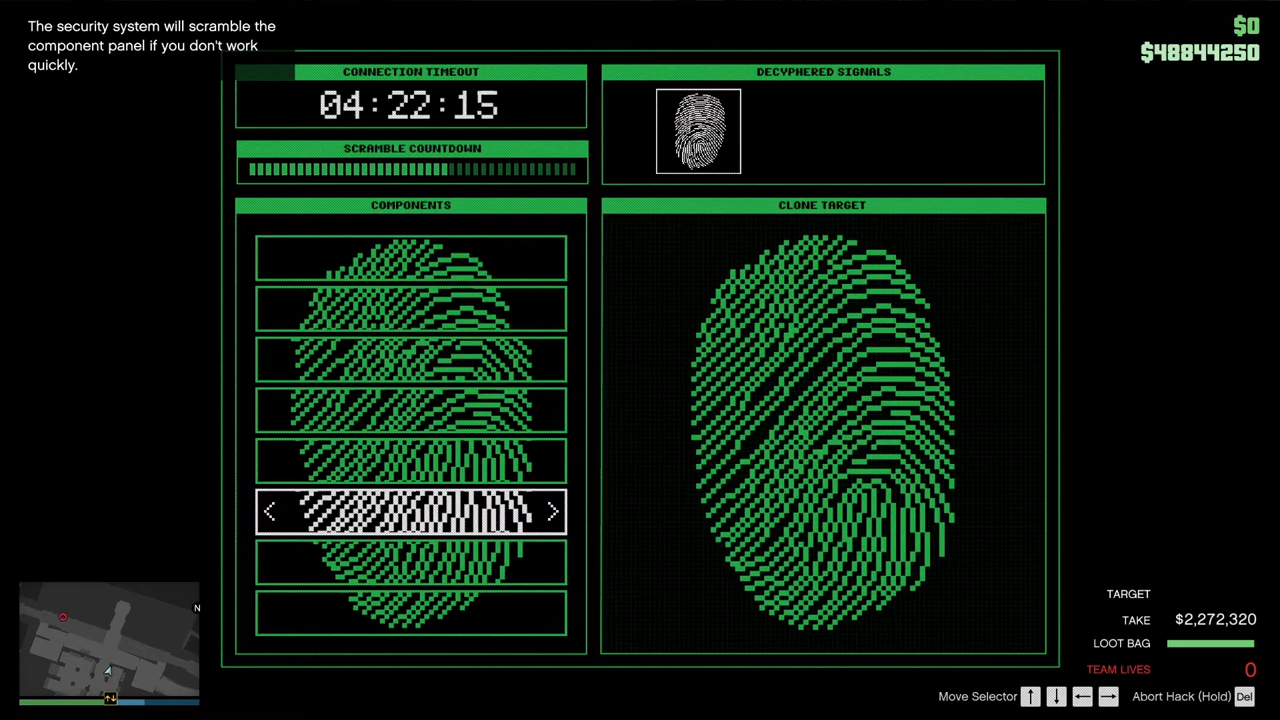 The security system will scramble the
component panel if you don't work
quickly.
$0
$48844250
CONNECTION TIMEOUT
04:22:15
DECYPHERED SIGNALS
SCRAMBLE COUNTDOWN
COMPONENTS
CLONE TARGET
N
TARGET
TAKE $2,272,320
LOOT BAG
TEAM LIVES 0
Move Selector ↑ ↓ ← → Abort Hack (Hold) Del